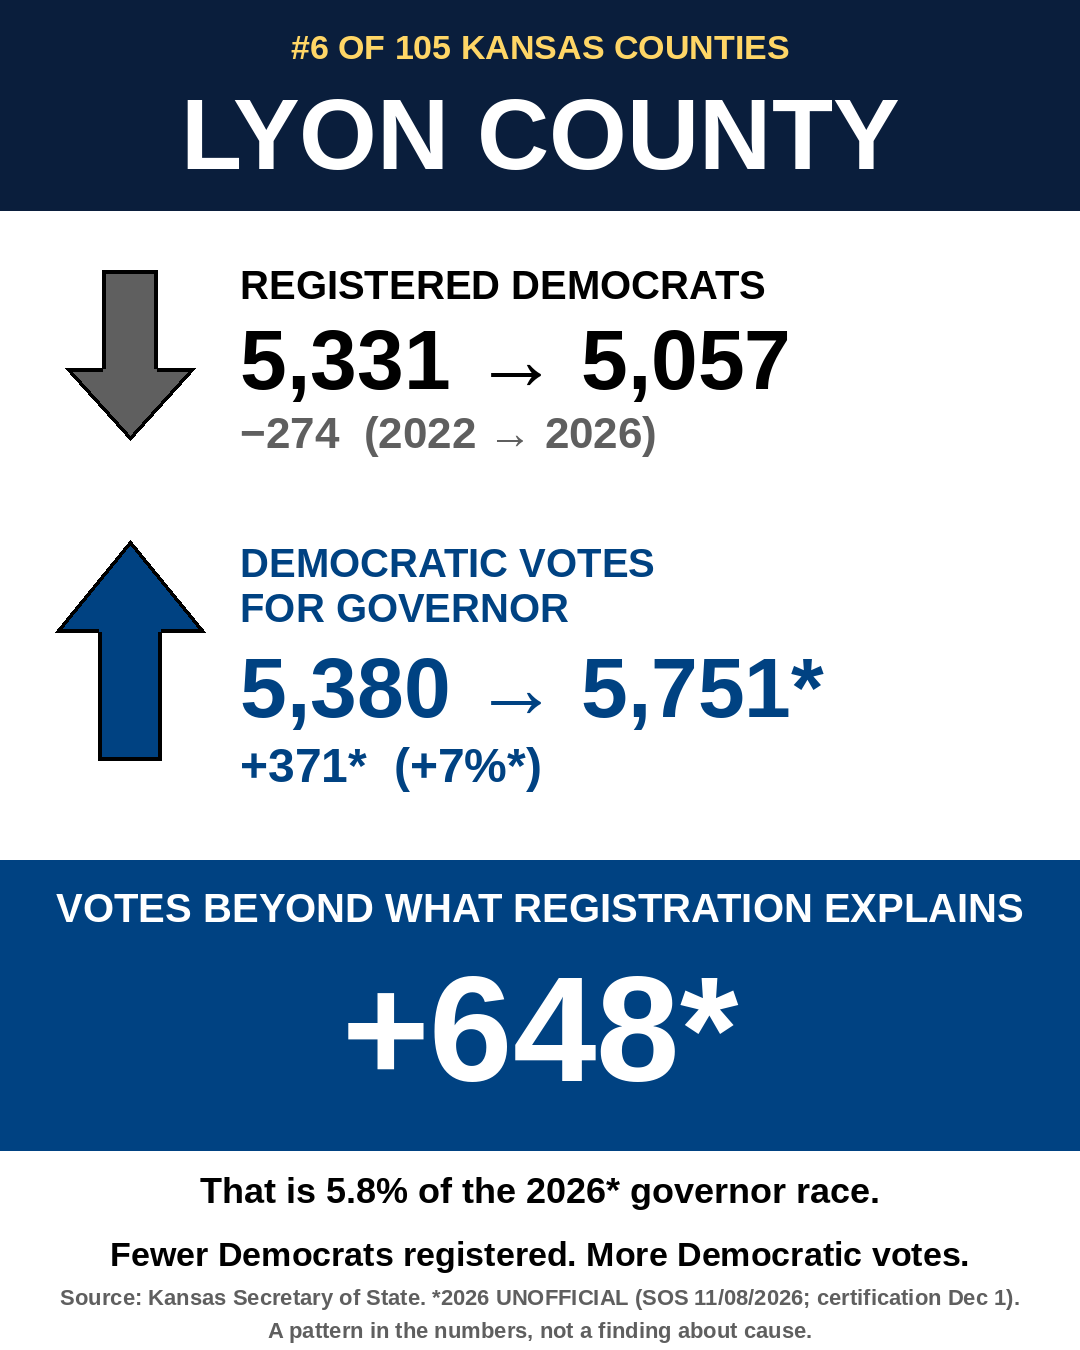 #6 OF 105 KANSAS COUNTIES
LYON COUNTY
REGISTERED DEMOCRATS
5,331 → 5,057
−274 (2022 → 2026)
DEMOCRATIC VOTES
FOR GOVERNOR
5,380 → 5,751*
+371* (+7%*)
VOTES BEYOND WHAT REGISTRATION EXPLAINS
+648*
That is 5.8% of the 2026* governor race.
Fewer Democrats registered. More Democratic votes.
Source: Kansas Secretary of State. *2026 UNOFFICIAL (SOS 11/08/2026; certification Dec 1).
A pattern in the numbers, not a finding about cause.